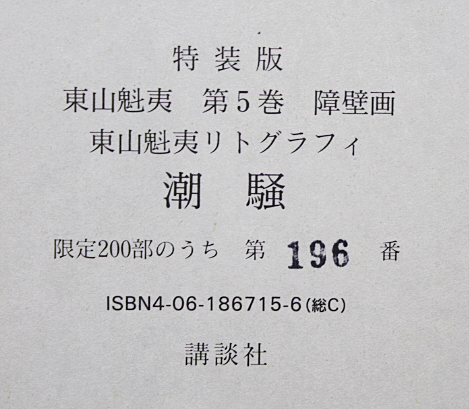 特装版
東山魁夷　第5巻　障壁画
東山魁夷リトグラフィ
潮騒
限定200部のうち　第 196 番
ISBN4-06-186715-6(総C)
講談社